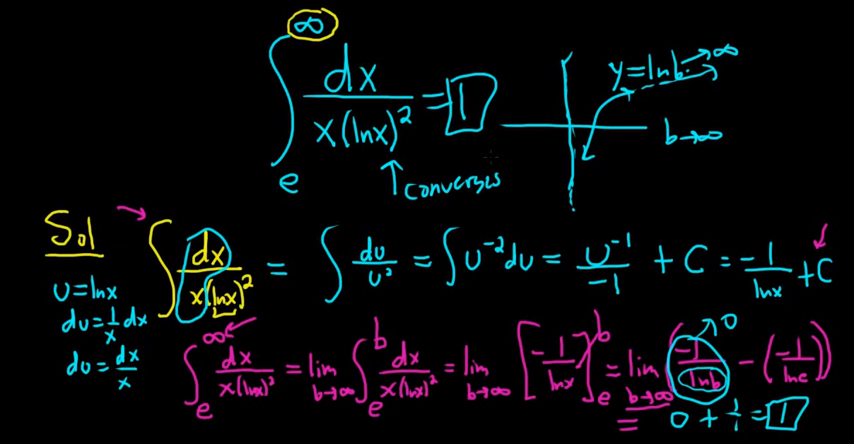 ∫_e^∞ dx / (x(lnx)^2) = 1
↑ converges
y = lnb → ∞
b→∞
Sol ∫ dx / (x(lnx)^2) = ∫ du/u^2 = ∫ u^-2 du = u^-1/-1 + C = -1/lnx + C
u = lnx
du = 1/x dx
du = dx/x
∫_e^∞ dx / (x(lnx)^2) = lim_{b→∞} ∫_e^b dx / (x(lnx)^2) = lim_{b→∞} [-1/lnx]_e^b = lim_{b→∞} (-1/lnb - (-1/lne))
→ 0
= 0 + 1/1 = 1